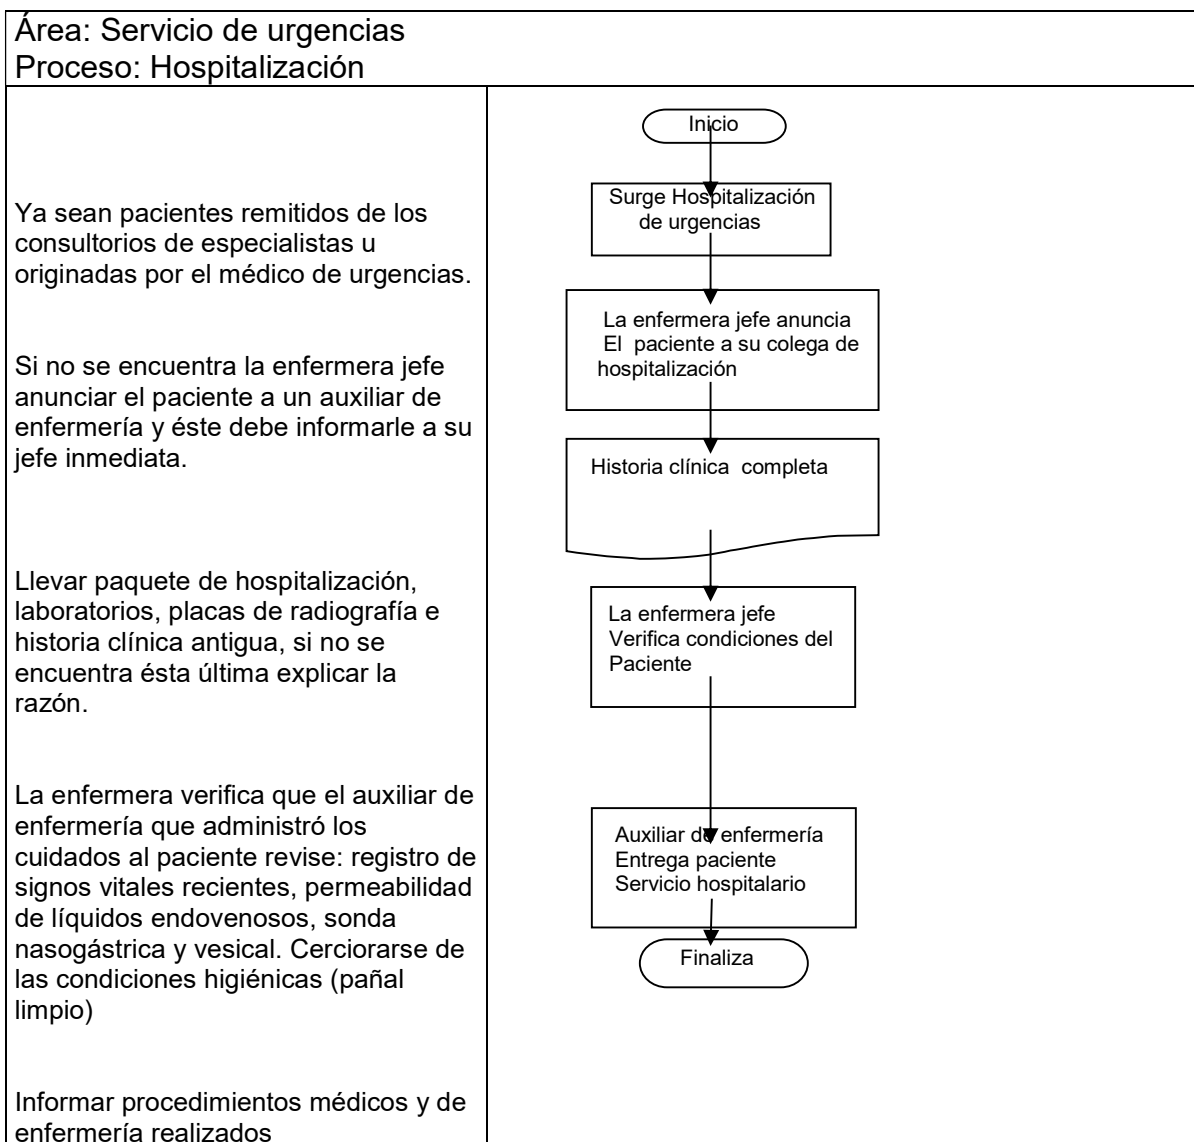 Área: Servicio de urgencias
Proceso: Hospitalización
Ya sean pacientes remitidos de los
consultorios de especialistas u
originadas por el médico de urgencias.
Si no se encuentra la enfermera jefe
anunciar el paciente a un auxiliar de
enfermería y éste debe informarle a su
jefe inmediata.
Llevar paquete de hospitalización,
laboratorios, placas de radiografía e
historia clínica antigua, si no se
encuentra ésta última explicar la
razón.
La enfermera verifica que el auxiliar de
enfermería que administró los
cuidados al paciente revise: registro de
signos vitales recientes, permeabilidad
de líquidos endovenosos, sonda
nasogástrica y vesical. Cerciorarse de
las condiciones higiénicas (pañal
limpio)
Informar procedimientos médicos y de
enfermería realizados
Inicio
Surge Hospitalización
de urgencias
La enfermera jefe anuncia
El paciente a su colega de
hospitalización
Historia clínica completa
La enfermera jefe
Verifica condiciones del
Paciente
Auxiliar de enfermería
Entrega paciente
Servicio hospitalario
Finaliza